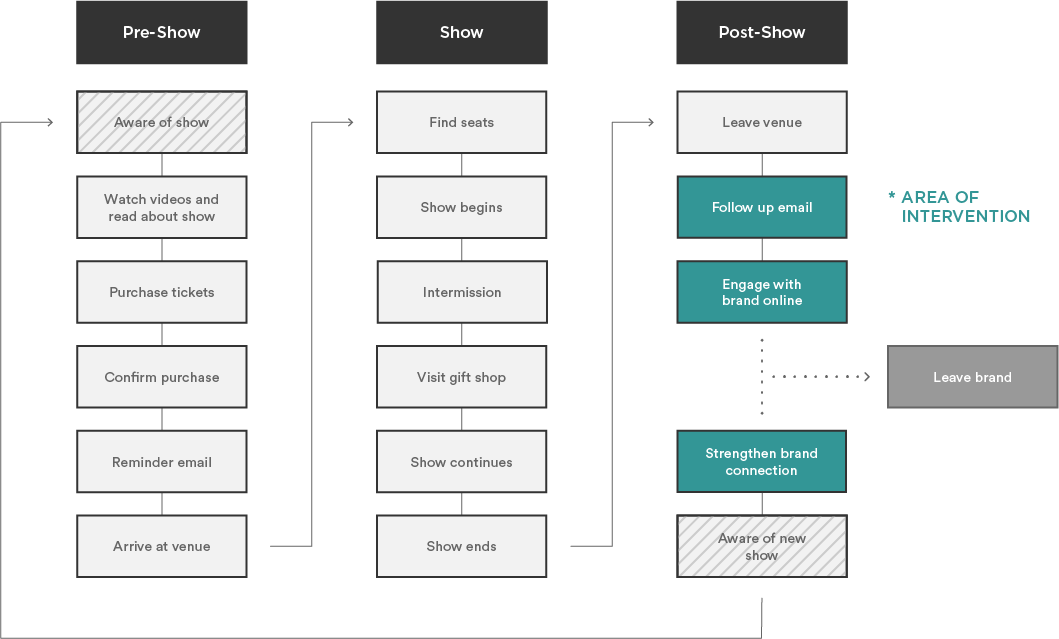 Pre-Show
Aware of show
Watch videos and
read about show
Purchase tickets
Confirm purchase
Reminder email
Arrive at venue
Show
Find seats
Show begins
Intermission
Visit gift shop
Show continues
Show ends
Post-Show
Leave venue
Follow up email
Engage with
brand online
Strengthen brand
connection
Aware of new
show
* AREA OF
INTERVENTION
Leave brand